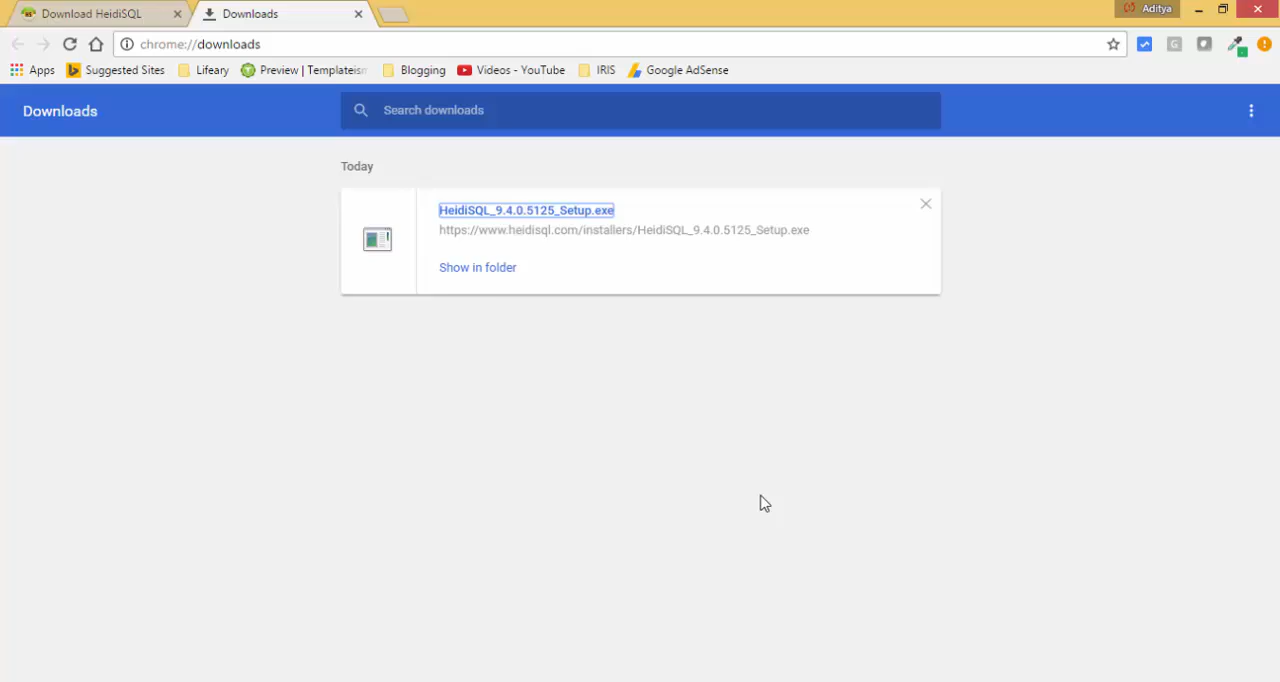 Download HeidiSQL
Downloads
Aditya
chrome://downloads
Apps
Suggested Sites
Lifeary
Preview | Templateism
Blogging
Videos - YouTube
IRIS
Google AdSense
Downloads
Search downloads
Today
HeidiSQL_9.4.0.5125_Setup.exe
https://www.heidisql.com/installers/HeidiSQL_9.4.0.5125_Setup.exe
Show in folder